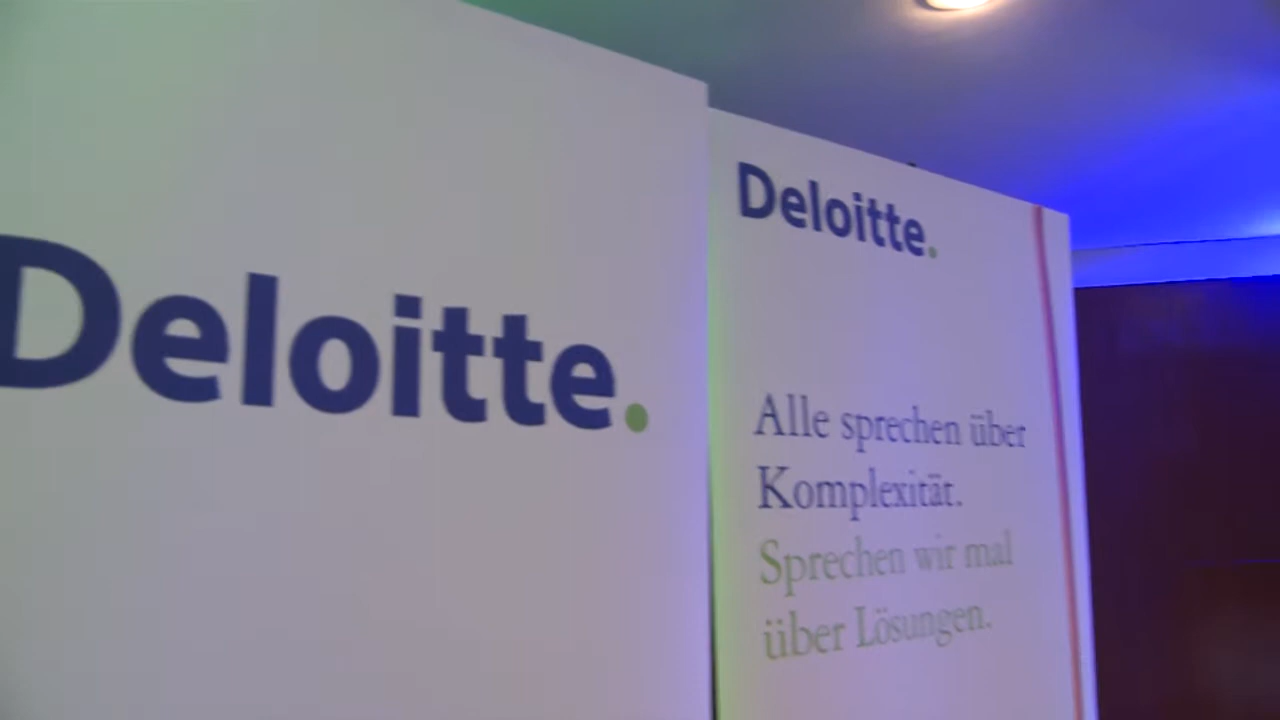 Deloitte.
Deloitte.
Alle sprechen über
Komplexität.
Sprechen wir mal
über Lösungen.